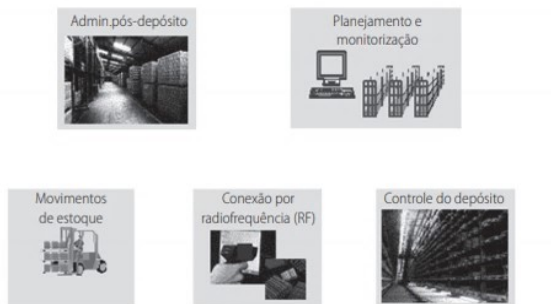 Admin.pós-depósito
Planejamento e
monitorização
Movimentos
de estoque
Conexão por
radiofrequência (RF)
Controle do depósito